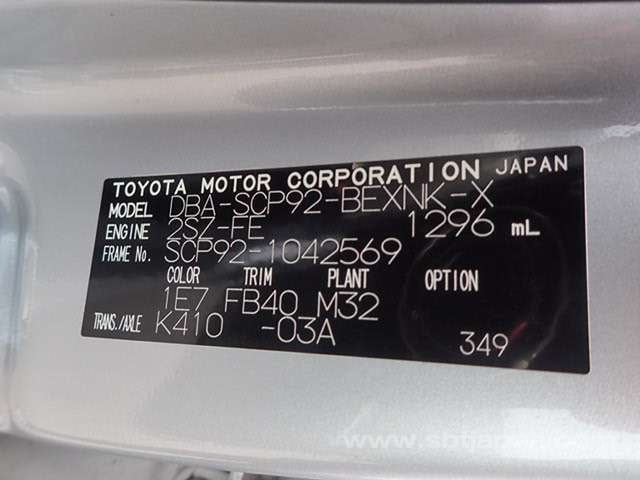 TOYOTA MOTOR CORPORATION JAPAN
MODEL DBA-SCP92-BEXNK-X
ENGINE 2SZ-FE 1296 mL
FRAME No. SCP92-1042569
COLOR TRIM PLANT OPTION
1E7 FB40 M32
TRANS./AXLE K410 -03A
349